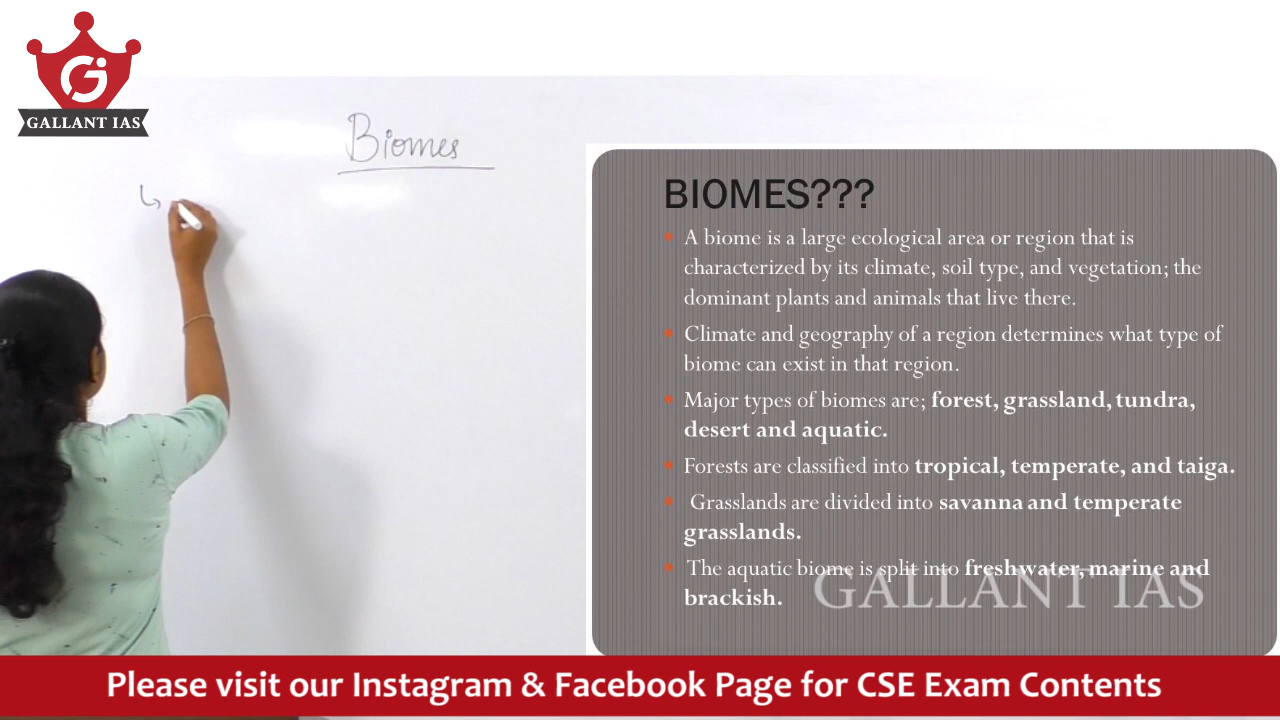 GALLANT IAS
Biomes
BIOMES???
A biome is a large ecological area or region that is
characterized by its climate, soil type, and vegetation; the
dominant plants and animals that live there.
Climate and geography of a region determines what type of
biome can exist in that region.
Major types of biomes are; forest, grassland, tundra,
desert and aquatic.
Forests are classified into tropical, temperate, and taiga.
Grasslands are divided into savanna and temperate
grasslands.
The aquatic biome is split into freshwater, marine and
brackish.
GALLANT IAS
Please visit our Instagram & Facebook Page for CSE Exam Contents